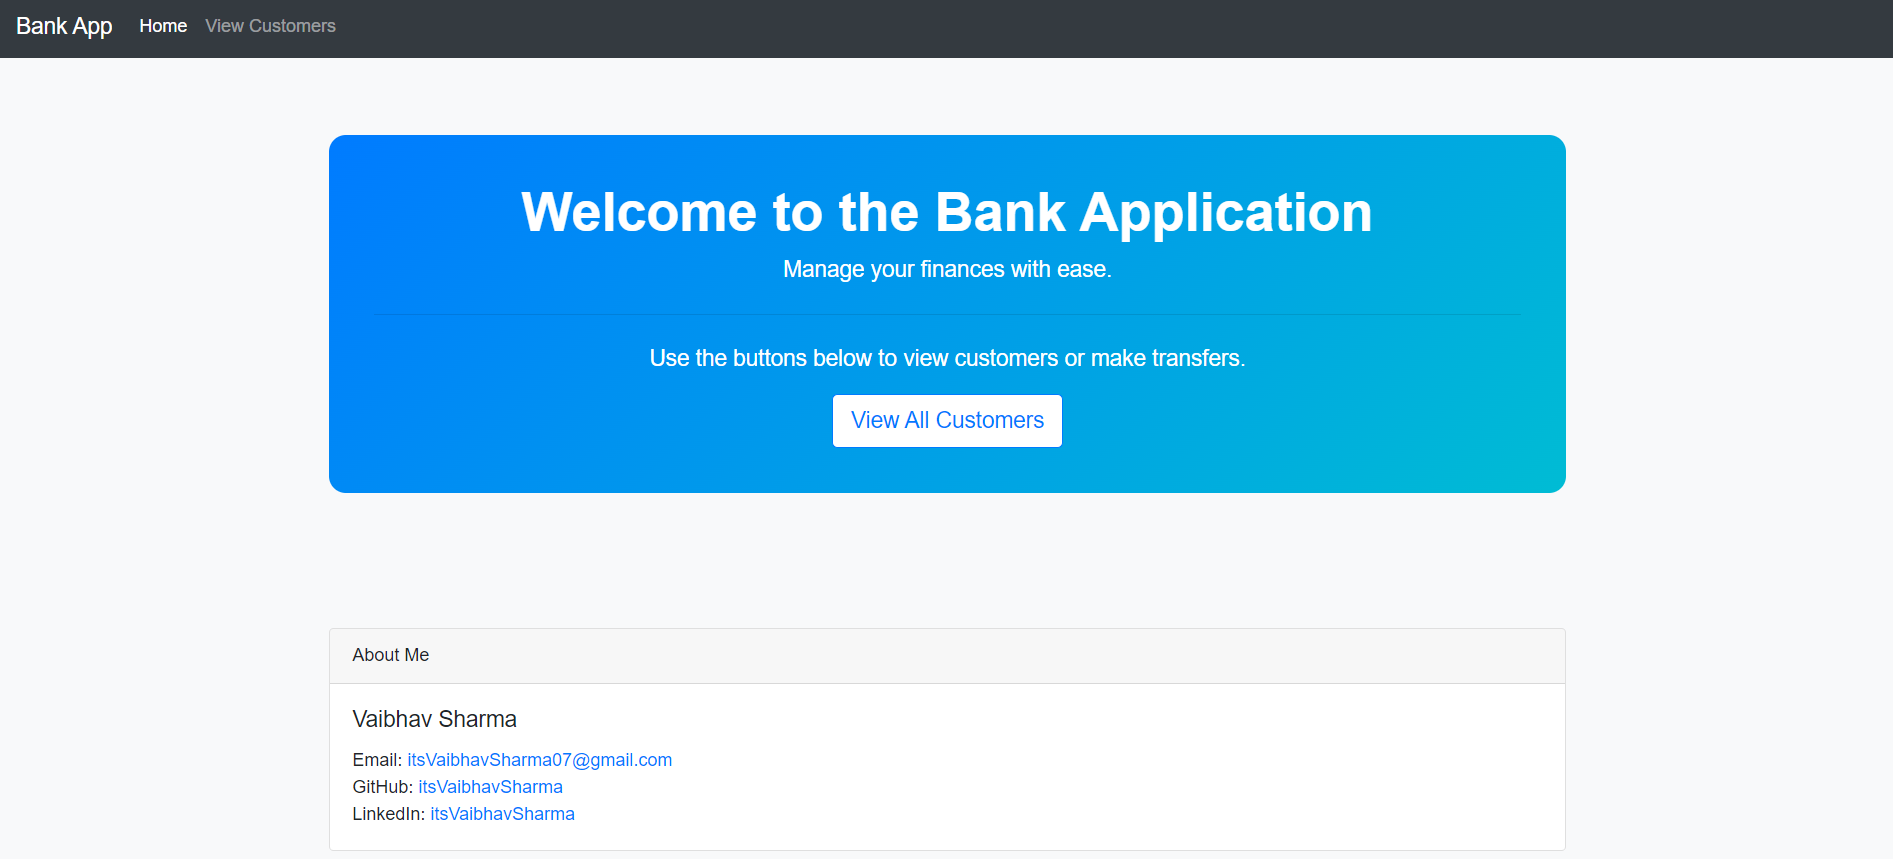 Bank App Home View Customers
Welcome to the Bank Application
Manage your finances with ease.
Use the buttons below to view customers or make transfers.
View All Customers
About Me
Vaibhav Sharma
Email: itsVaibhavSharma07@gmail.com
GitHub: itsVaibhavSharma
LinkedIn: itsVaibhavSharma